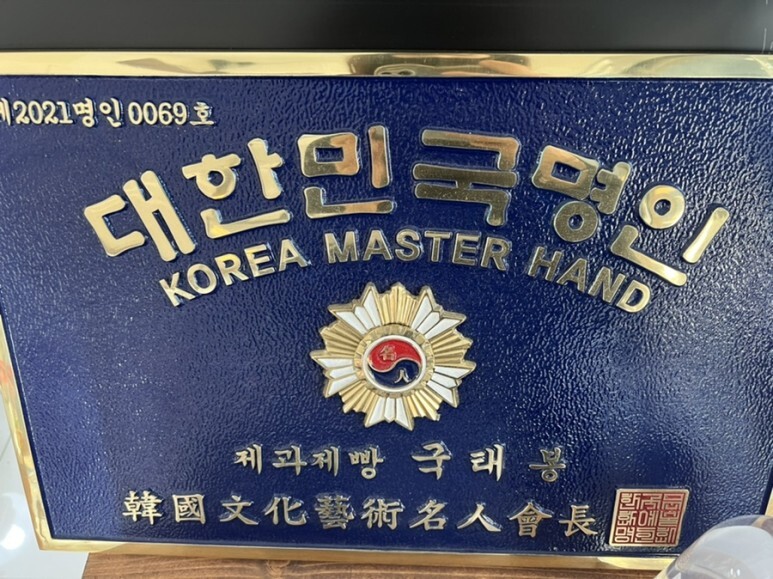 제2021명인0069호
대한민국명인
KOREA MASTER HAND
名
人
제과제빵 국태봉
韓國文化藝術名人會長